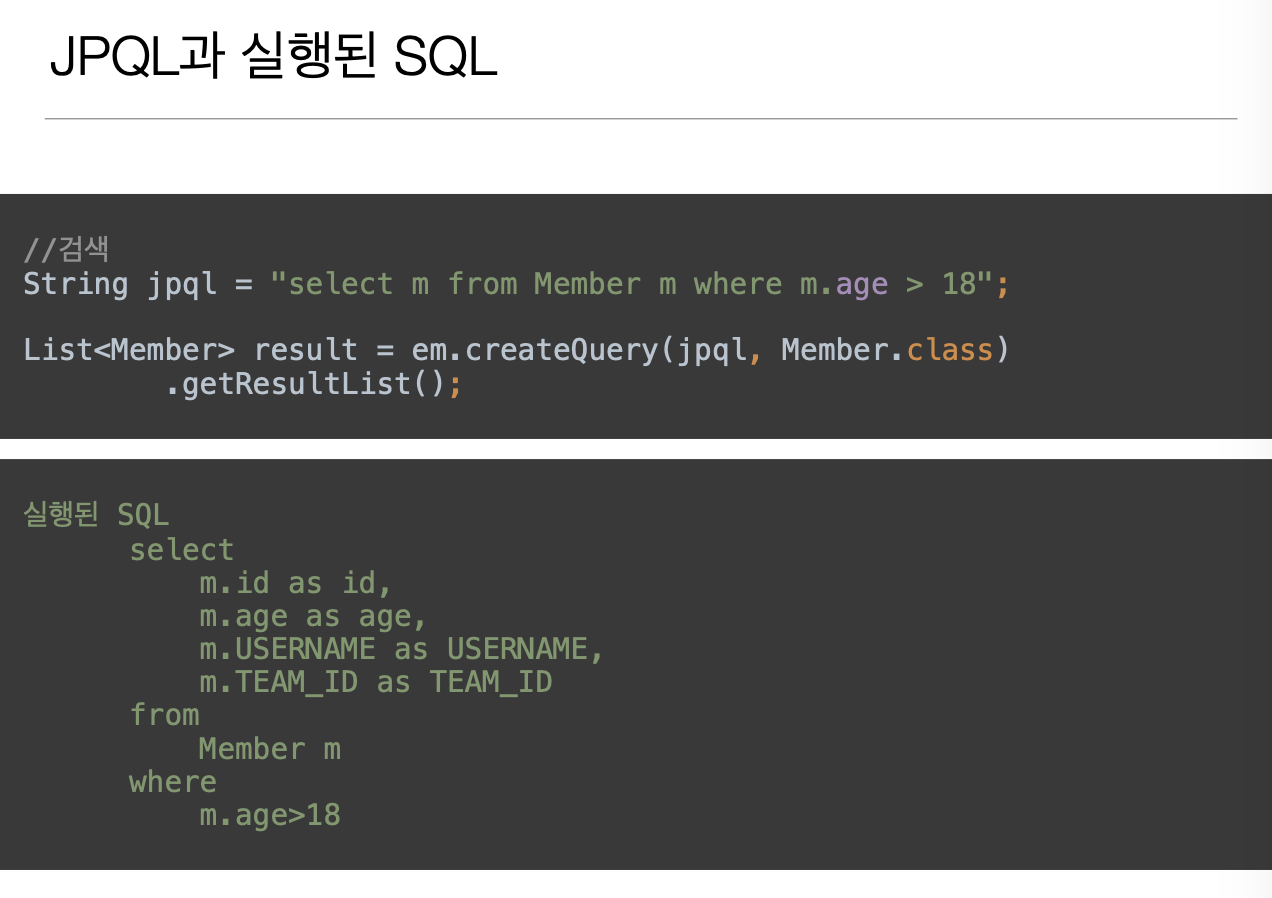 JPQL과 실행된 SQL
//검색
String jpql = "select m from Member m where m.age > 18";
List<Member> result = em.createQuery(jpql, Member.class)
.getResultList();
실행된 SQL
select
m.id as id,
m.age as age,
m.USERNAME as USERNAME,
m.TEAM_ID as TEAM_ID
from
Member m
where
m.age>18